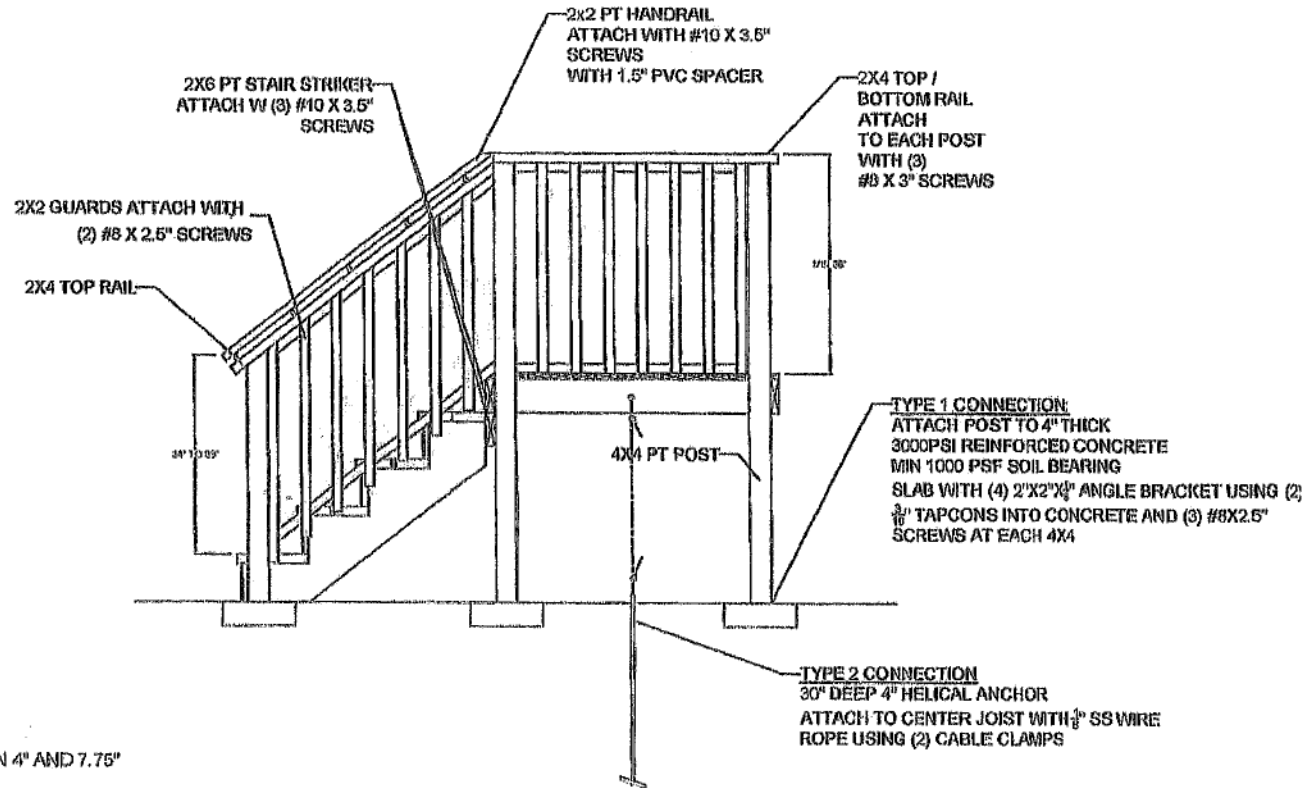 2x2 PT HANDRAIL
ATTACH WITH #10 X 3.5"
SCREWS
WITH 1.5" PVC SPACER
2X6 PT STAIR STRIKER
ATTACH W (3) #10 X 3.5"
SCREWS
2X4 TOP /
BOTTOM RAIL
ATTACH
TO EACH POST
WITH (3)
#8 X 3" SCREWS
2X2 GUARDS ATTACH WITH
(2) #8 X 2.5" SCREWS
2X4 TOP RAIL
TYPE 1 CONNECTION
ATTACH POST TO 4" THICK
3000PSI REINFORCED CONCRETE
MIN 1000 PSF SOIL BEARING
SLAB WITH (4) 2"X2"X ANGLE BRACKET USING (2)
TAPCONS INTO CONCRETE AND (3) #8X2.5"
SCREWS AT EACH 4X4
4X4 PT POST
TYPE 2 CONNECTION
30" DEEP 4" HELICAL ANCHOR
ATTACH TO CENTER JOIST WITH SS WIRE
ROPE USING (2) CABLE CLAMPS
4" AND 7.75"